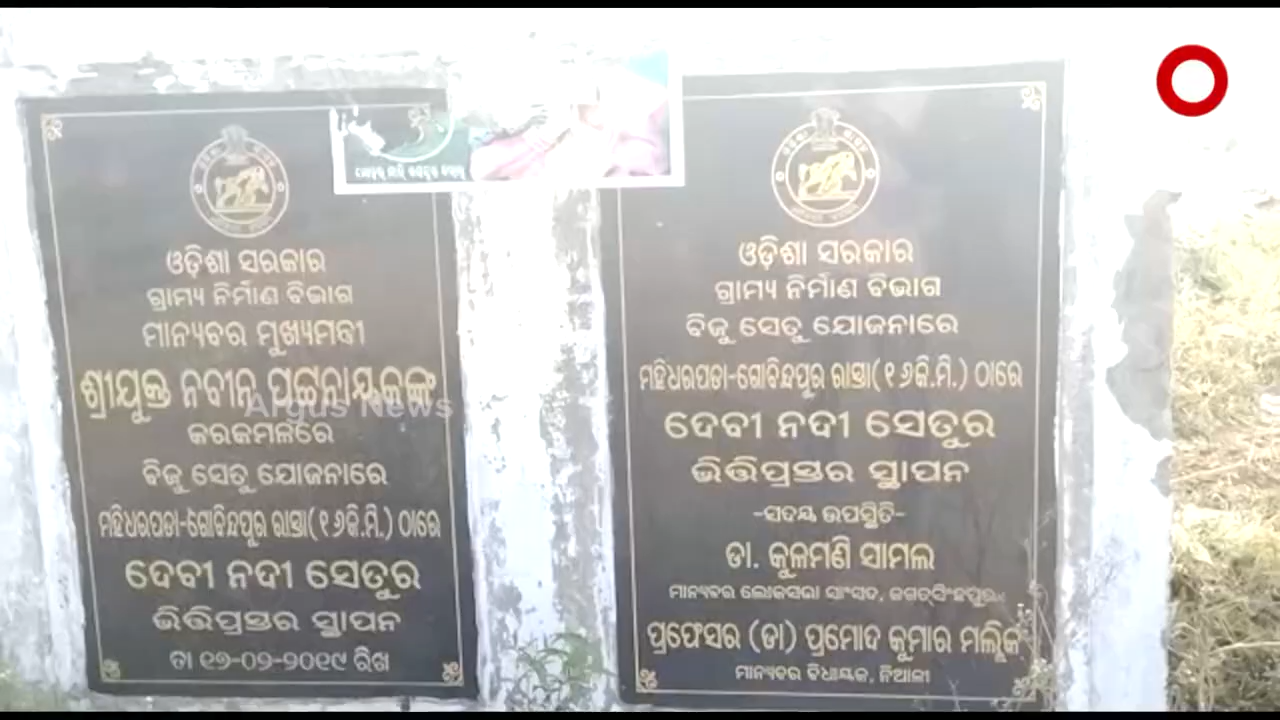 ଓଡ଼ିଶା ସରକାର
ଗ୍ରାମ୍ୟ ନିର୍ମାଣ ବିଭାଗ
ମାନ୍ୟବର ମୁଖ୍ୟମନ୍ତ୍ରୀ
ଶ୍ରୀଯୁକ୍ତ ନବୀନ ପଟ୍ଟନାୟକଙ୍କ
Argus News
କରକମଳରେ
ବିଜୁ ସେତୁ ଯୋଜନାରେ
ମହିଧରପଡା-ଗୋବିନ୍ଦପୁର ରାସ୍ତା(୧୬କି.ମି.) ଠାରେ
ଦେବୀ ନଦୀ ସେତୁର
ଭିତ୍ତିପ୍ରସ୍ତର ସ୍ଥାପନ
ତା ୧୭-୦୨-୨୦୧୯ ରିଖ
ଓଡ଼ିଶା ସରକାର
ଗ୍ରାମ୍ୟ ନିର୍ମାଣ ବିଭାଗ
ବିଜୁ ସେତୁ ଯୋଜନାରେ
ମହିଧରପଡା-ଗୋବିନ୍ଦପୁର ରାସ୍ତା(୧୬କି.ମି.) ଠାରେ
ଦେବୀ ନଦୀ ସେତୁର
ଭିତ୍ତିପ୍ରସ୍ତର ସ୍ଥାପନ
-ସଦୟ ଉପସ୍ଥିତି-
ଡା. କୁଳମଣି ସାମଲ
ମାନ୍ୟବର ଲୋକସଭା ସାଂସଦ, ଜଗତ୍‌ସିଂହପୁର
ପ୍ରଫେସର (ଡା) ପ୍ରମୋଦ କୁମାର ମଲ୍ଲିକ
ମାନ୍ୟବର ବିଧାୟକ, ନିଆଳୀ